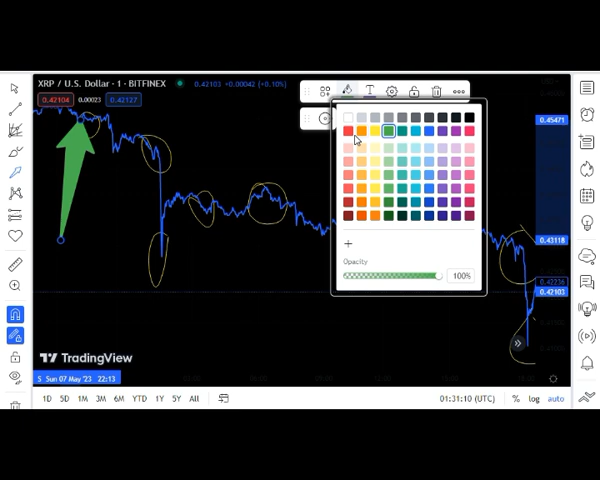 XRP / U.S. Dollar · 1 · BITFINEX 0.42103 +0.00042 (+0.10%)
0.42104 0.00023 0.42127
T
0.45471
Opacity
100%
0.43118
0.42236
0.42103
TradingView
S Sun 07 May '23 22:13
1D 5D 1M 3M 6M YTD 1Y 5Y All 01:31:10 (UTC) % log auto